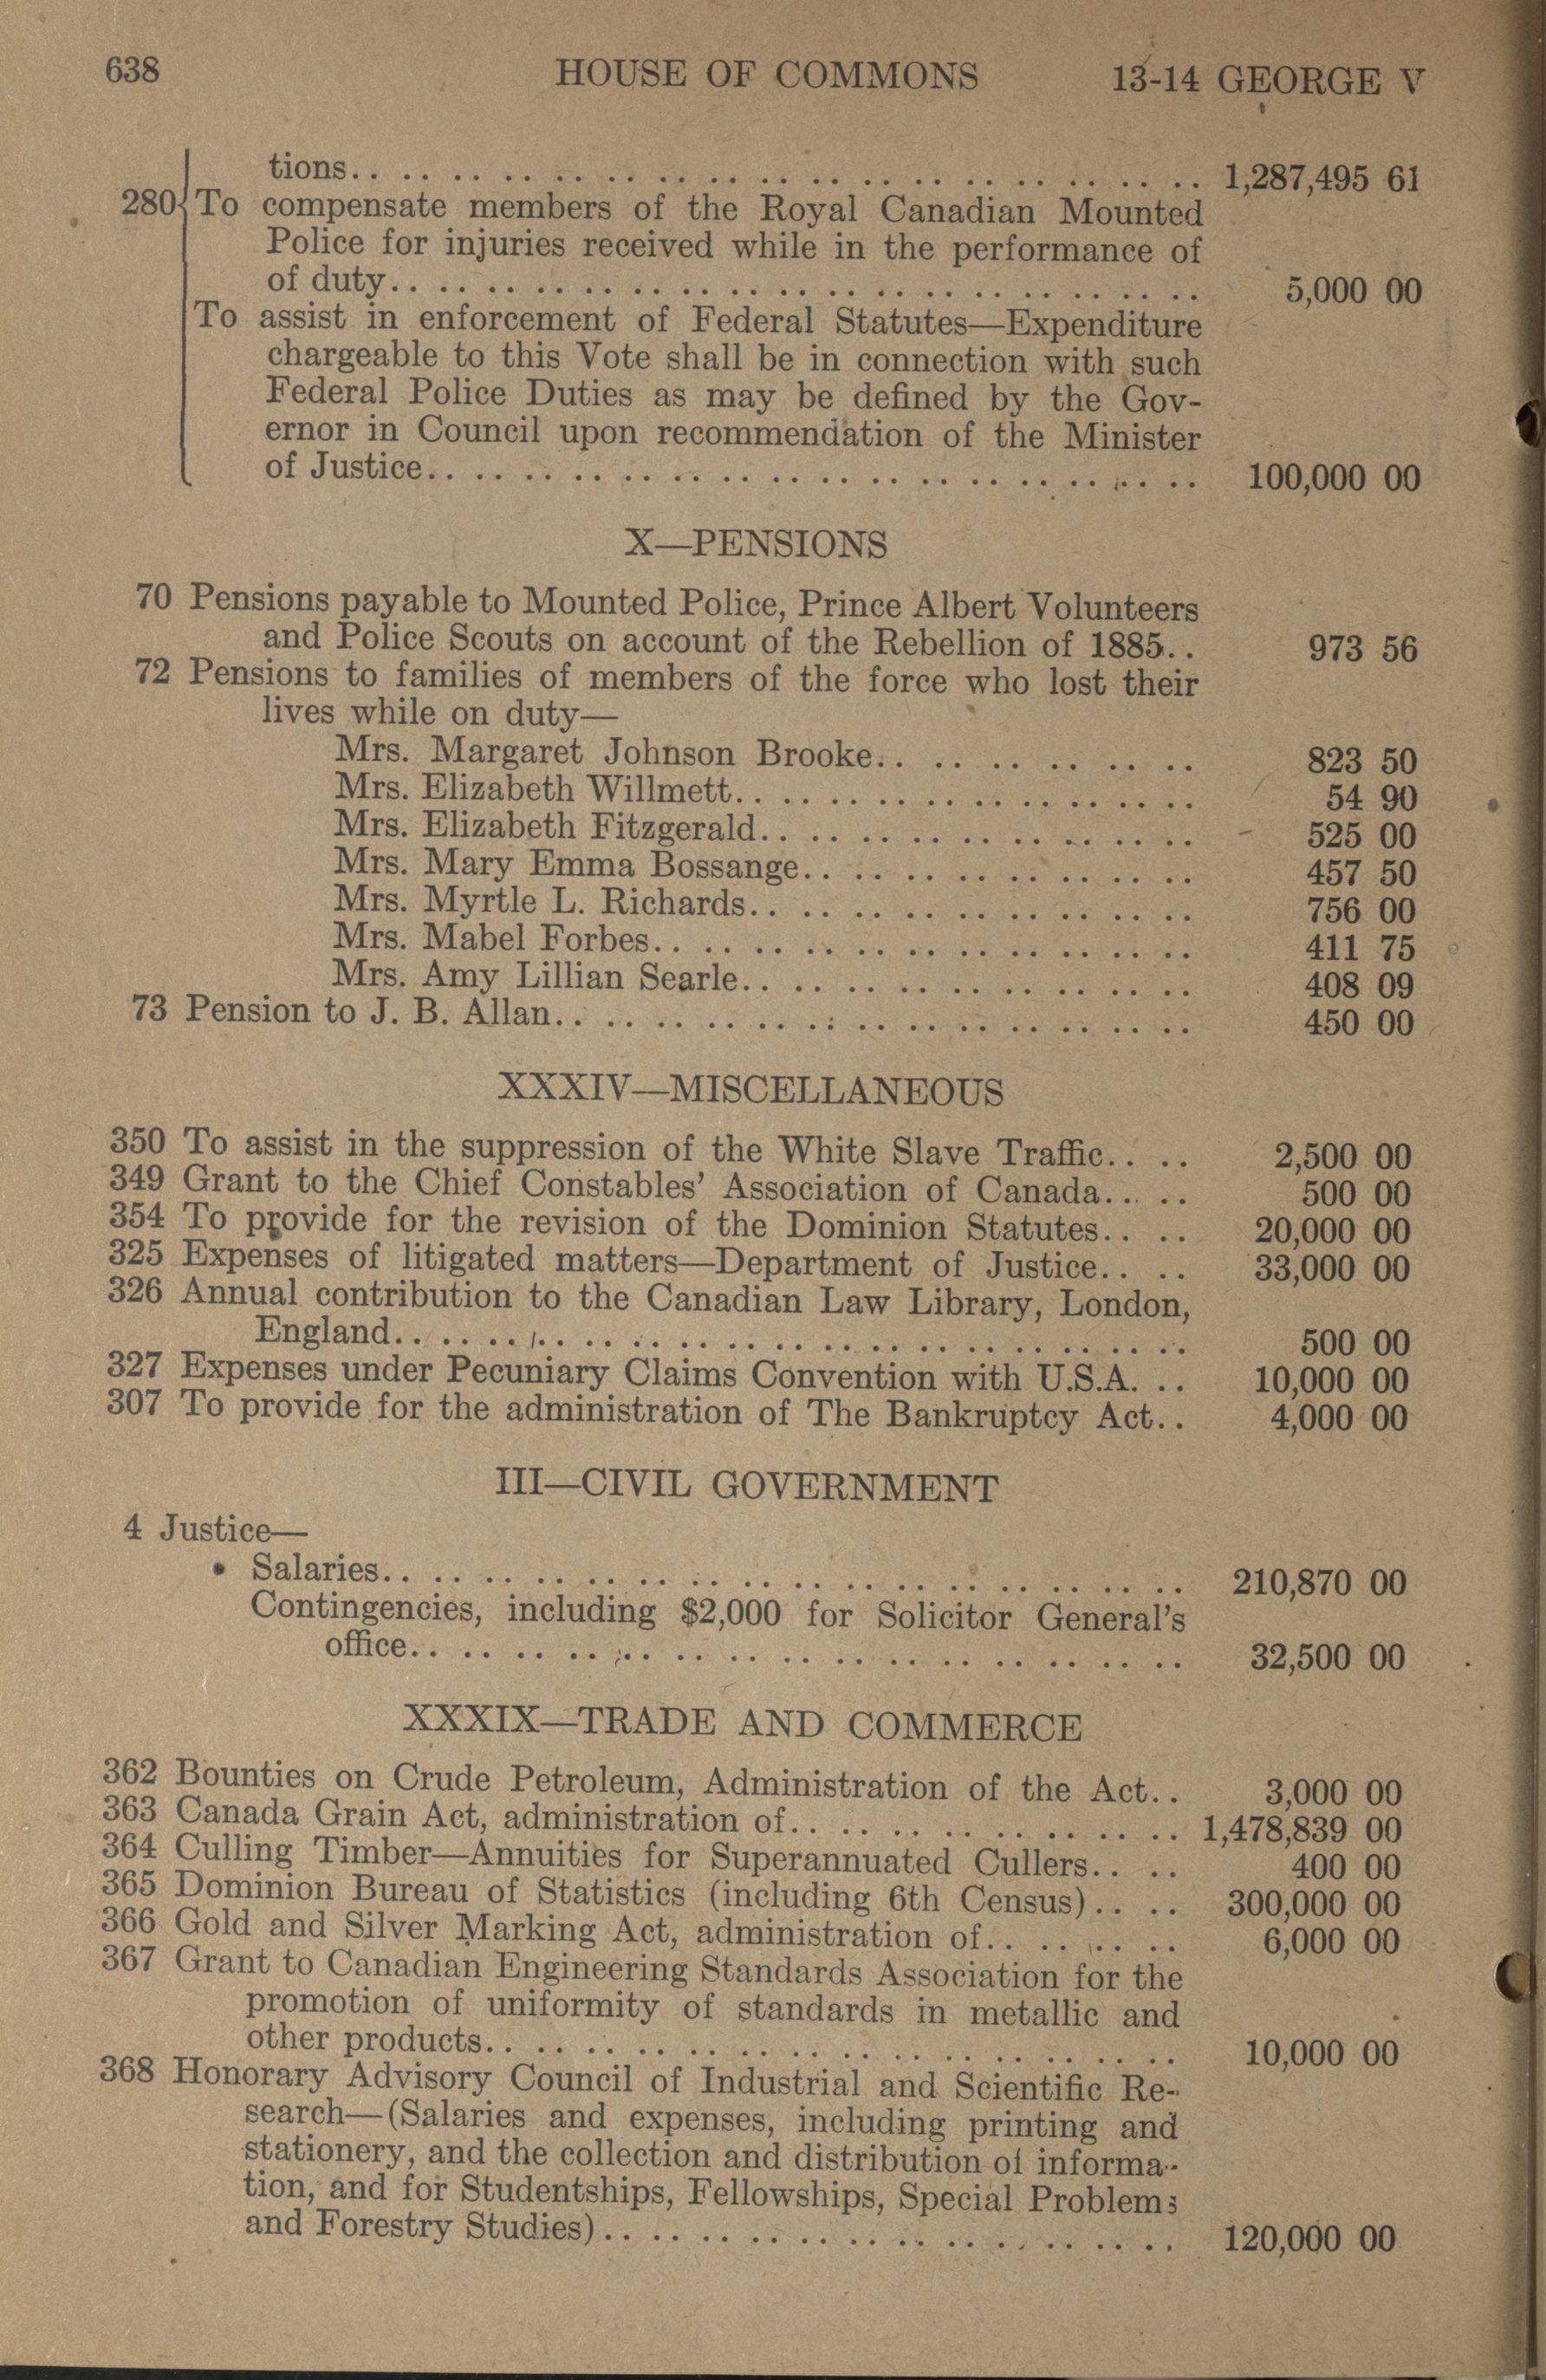 638 HOUSE OF COMMONS 13-14 GEORGE V
tions.. .. .. .. .. .. .. .. .. .. .. .. .. .. .. .. .. 1,287,495 61
280 To compensate members of the Royal Canadian Mounted
Police for injuries received while in the performance of
of duty.. .. .. .. .. .. .. .. .. .. .. .. .. .. .. .. .. 5,000 00
To assist in enforcement of Federal Statutes—Expenditure
chargeable to this Vote shall be in connection with such
Federal Police Duties as may be defined by the Gov-
ernor in Council upon recommendation of the Minister
of Justice.. .. .. .. .. .. .. .. .. .. .. .. .. .. .. .. 100,000 00
X—PENSIONS
70 Pensions payable to Mounted Police, Prince Albert Volunteers
and Police Scouts on account of the Rebellion of 1885.. 973 56
72 Pensions to families of members of the force who lost their
lives while on duty—
Mrs. Margaret Johnson Brooke.. .. .. .. .. .. .. 823 50
Mrs. Elizabeth Willmett.. .. .. .. .. .. .. .. .. .. 54 90
Mrs. Elizabeth Fitzgerald.. .. .. .. .. .. .. .. .. 525 00
Mrs. Mary Emma Bossange.. .. .. .. .. .. .. .. 457 50
Mrs. Myrtle L. Richards.. .. .. .. .. .. .. .. .. 756 00
Mrs. Mabel Forbes.. .. .. .. .. .. .. .. .. .. .. 411 75
Mrs. Amy Lillian Searle.. .. .. .. .. .. .. .. .. 408 09
73 Pension to J. B. Allan.. .. .. .. .. .. .. .. .. .. .. .. .. 450 00
XXXIV—MISCELLANEOUS
350 To assist in the suppression of the White Slave Traffic.. .. 2,500 00
349 Grant to the Chief Constables' Association of Canada.. .. 500 00
354 To provide for the revision of the Dominion Statutes.. .. 20,000 00
325 Expenses of litigated matters—Department of Justice.. .. 33,000 00
326 Annual contribution to the Canadian Law Library, London,
England.. .. .. .. .. .. .. .. .. .. .. .. .. .. .. .. .. 500 00
327 Expenses under Pecuniary Claims Convention with U.S.A. .. 10,000 00
307 To provide for the administration of The Bankruptcy Act.. 4,000 00
III—CIVIL GOVERNMENT
4 Justice—
• Salaries.. .. .. .. .. .. .. .. .. .. .. .. .. .. .. .. 210,870 00
Contingencies, including $2,000 for Solicitor General's
office.. .. .. .. .. .. .. .. .. .. .. .. .. .. .. 32,500 00
XXXIX—TRADE AND COMMERCE
362 Bounties on Crude Petroleum, Administration of the Act.. 3,000 00
363 Canada Grain Act, administration of.. .. .. .. .. .. .. .. 1,478,839 00
364 Culling Timber—Annuities for Superannuated Cullers.. .. 400 00
365 Dominion Bureau of Statistics (including 6th Census).. .. 300,000 00
366 Gold and Silver Marking Act, administration of.. .. .. .. 6,000 00
367 Grant to Canadian Engineering Standards Association for the
promotion of uniformity of standards in metallic and
other products.. .. .. .. .. .. .. .. .. .. .. .. .. .. 10,000 00
368 Honorary Advisory Council of Industrial and Scientific Re-
search—(Salaries and expenses, including printing and
stationery, and the collection and distribution of informa-
tion, and for Studentships, Fellowships, Special Problems
and Forestry Studies).. .. .. .. .. .. .. .. .. .. .. .. 120,000 00